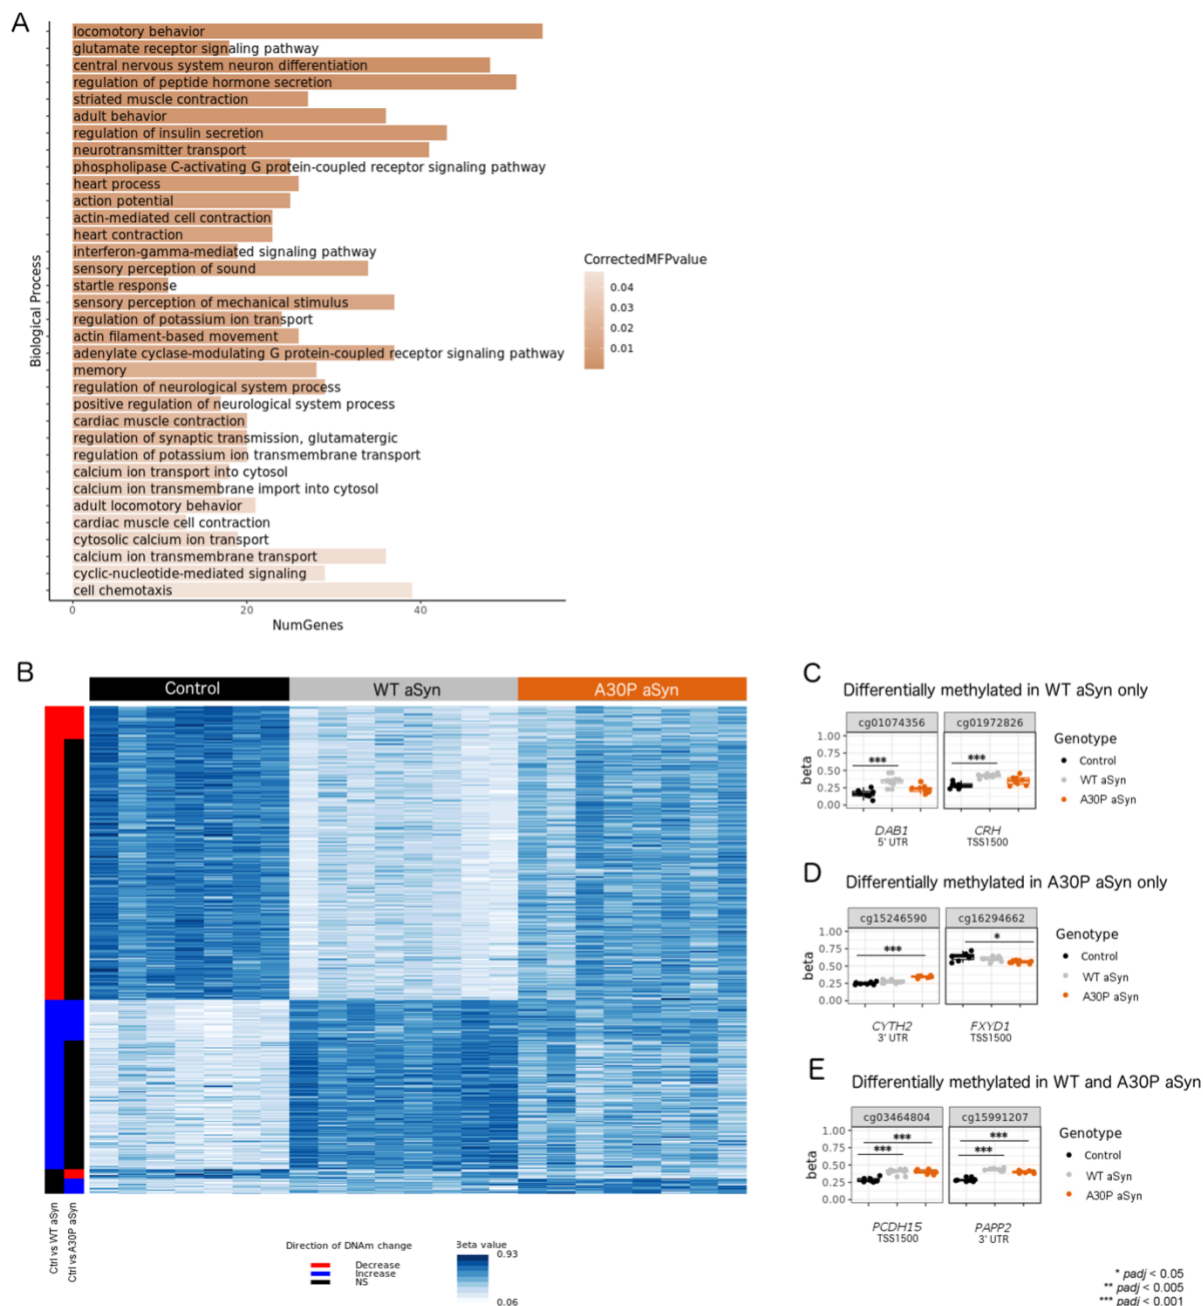 A
Biological Process
locomotory behavior
glutamate receptor signaling pathway
central nervous system neuron differentiation
regulation of peptide hormone secretion
striated muscle contraction
adult behavior
regulation of insulin secretion
neurotransmitter transport
phospholipase C-activating G protein-coupled receptor signaling pathway
heart process
action potential
actin-mediated cell contraction
heart contraction
interferon-gamma-mediated signaling pathway
sensory perception of sound
startle response
sensory perception of mechanical stimulus
regulation of potassium ion transport
actin filament-based movement
adenylate cyclase-modulating G protein-coupled receptor signaling pathway
memory
regulation of neurological system process
positive regulation of neurological system process
cardiac muscle contraction
regulation of synaptic transmission, glutamatergic
regulation of potassium ion transmembrane transport
calcium ion transport into cytosol
calcium ion transmembrane import into cytosol
adult locomotory behavior
cardiac muscle cell contraction
cytosolic calcium ion transport
calcium ion transmembrane transport
cyclic-nucleotide-mediated signaling
cell chemotaxis
0 20 40
NumGenes
CorrectedMFPvalue
0.04
0.03
0.02
0.01
B
Control WT aSyn A30P aSyn
Ctrl vs WT aSyn
Ctrl vs A30P aSyn
Direction of DNAm change
Decrease
Increase
NS
Beta value
0.93
0.06
C
Differentially methylated in WT aSyn only
cg01074356 cg01972826
beta
1.00
0.75
0.50
0.25
0.00
*** ***
DAB1 CRH
5' UTR TSS1500
Genotype
Control
WT aSyn
A30P aSyn
D
Differentially methylated in A30P aSyn only
cg15246590 cg16294662
beta
1.00
0.75
0.50
0.25
0.00
*** *
CYTH2 FXYD1
3' UTR TSS1500
Genotype
Control
WT aSyn
A30P aSyn
E
Differentially methylated in WT and A30P aSyn
cg03464804 cg15991207
beta
1.00
0.75
0.50
0.25
0.00
*** ***
*** ***
PCDH15 PAPP2
TSS1500 3' UTR
Genotype
Control
WT aSyn
A30P aSyn
* padj < 0.05
** padj < 0.005
*** padj < 0.001